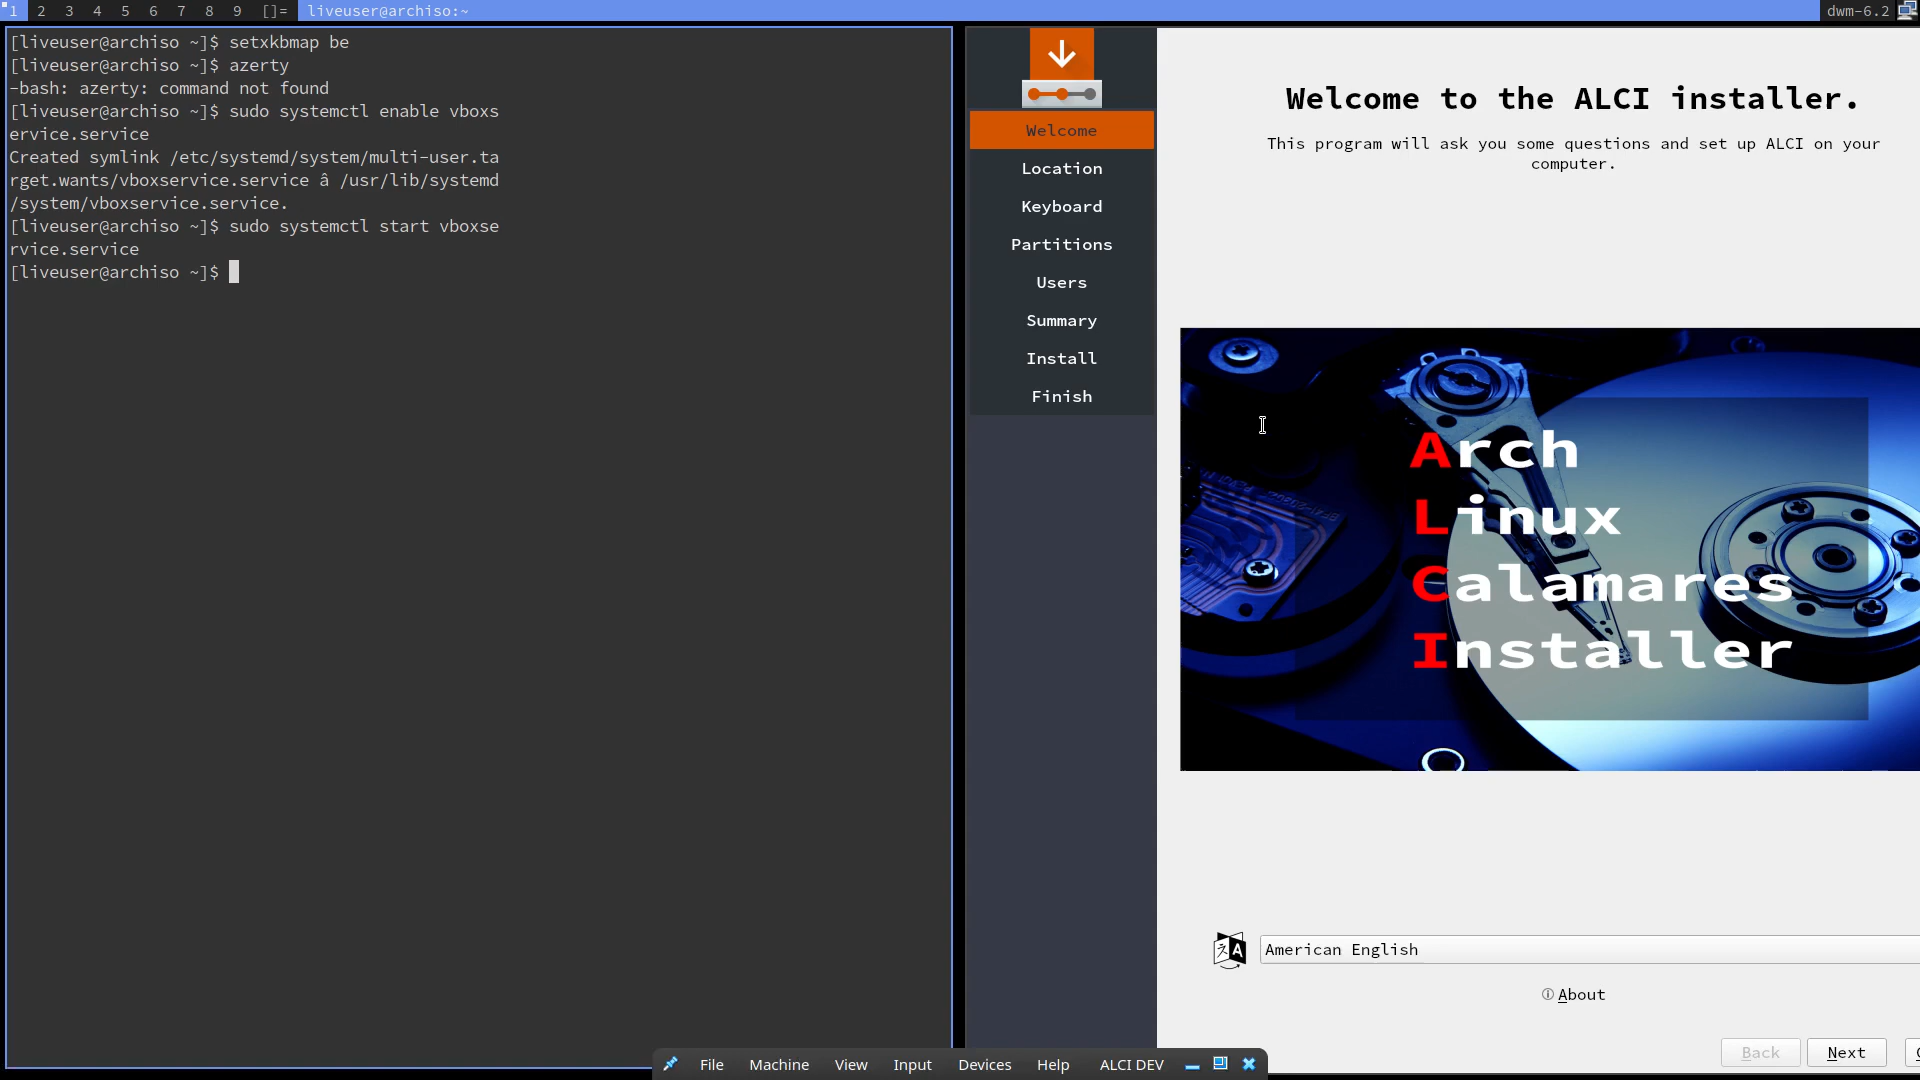 1 2 3 4 5 6 7 8 9 []= liveuser@archiso:~ dwm-6.2
[liveuser@archiso ~]$ setxkbmap be
[liveuser@archiso ~]$ azerty
-bash: azerty: command not found
[liveuser@archiso ~]$ sudo systemctl enable vboxs
ervice.service
Created symlink /etc/systemd/system/multi-user.ta
rget.wants/vboxservice.service â /usr/lib/systemd
/system/vboxservice.service.
[liveuser@archiso ~]$ sudo systemctl start vboxse
rvice.service
[liveuser@archiso ~]$
Welcome
Location
Keyboard
Partitions
Users
Summary
Install
Finish
Welcome to the ALCI installer.
This program will ask you some questions and set up ALCI on your
computer.
Arch
Linux
Calamares
Installer
American English
About
Back Next
File Machine View Input Devices Help ALCI DEV